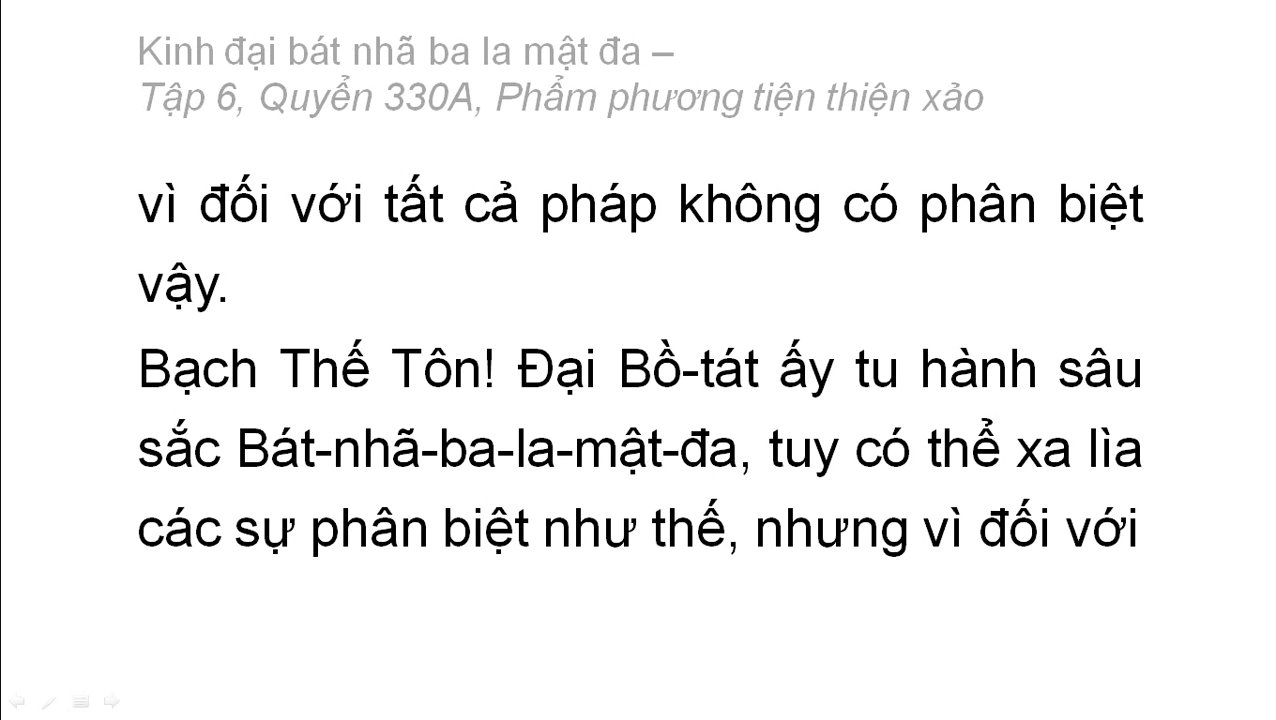 Kinh đại bát nhã ba la mật đa –
Tập 6, Quyển 330A, Phẩm phương tiện thiện xảo
vì đối với tất cả pháp không có phân biệt
vậy.
Bạch Thế Tôn! Đại Bồ-tát ấy tu hành sâu
sắc Bát-nhã-ba-la-mật-đa, tuy có thể xa lìa
các sự phân biệt như thế, nhưng vì đối với